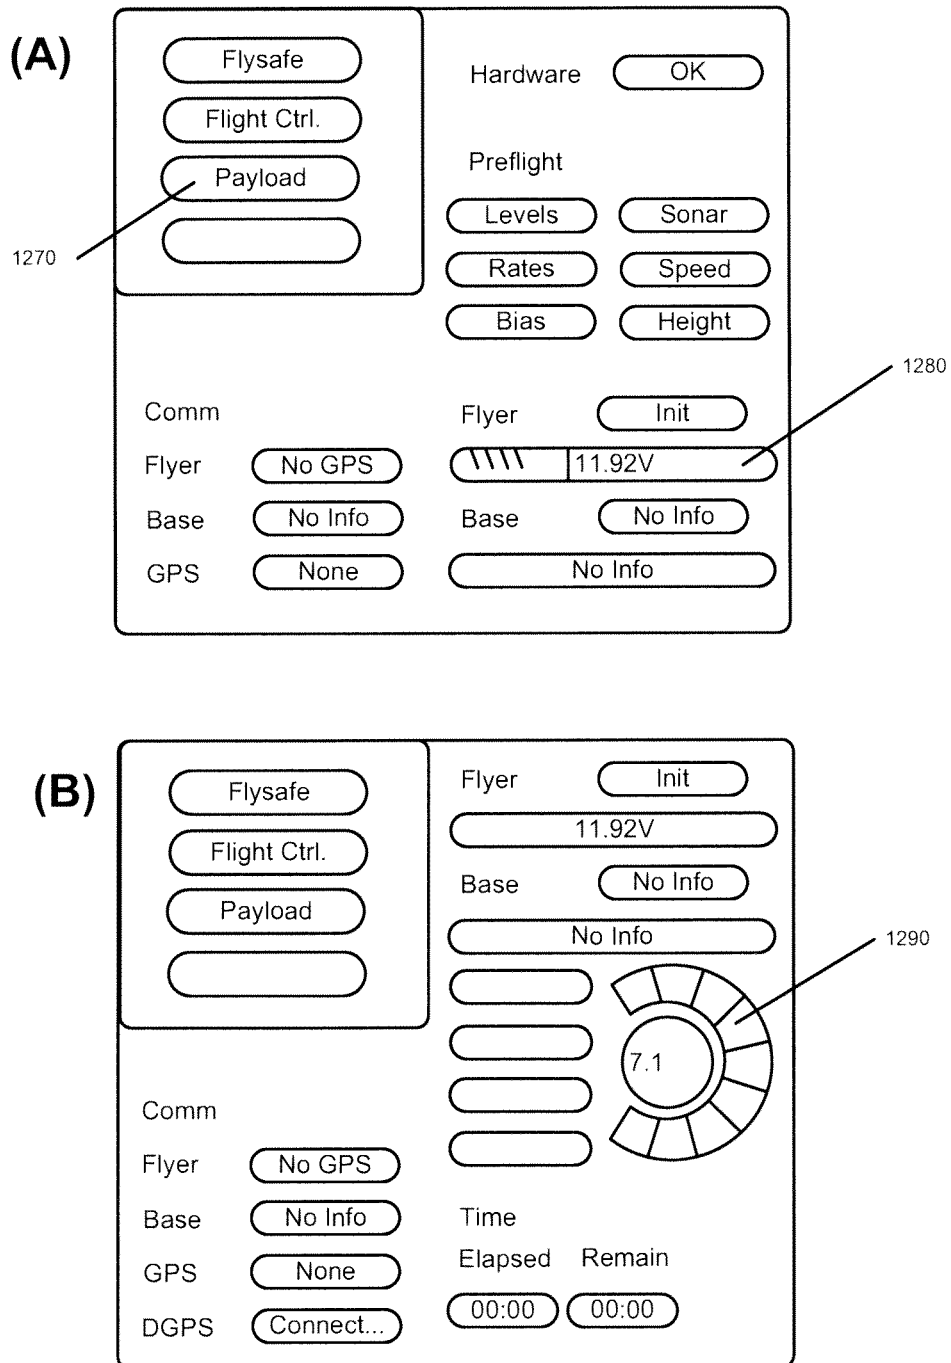 (A)
Flysafe
Flight Ctrl.
Payload
1270
Hardware OK
Preflight
Levels Sonar
Rates Speed
Bias Height
1280
Comm
Flyer No GPS
Base No Info
GPS None
Flyer Init
11.92V
Base No Info
No Info
(B)
Flysafe
Flight Ctrl.
Payload
Flyer Init
11.92V
Base No Info
No Info
1290
7.1
Comm
Flyer No GPS
Base No Info
GPS None
DGPS Connect...
Time
Elapsed Remain
00:00 00:00